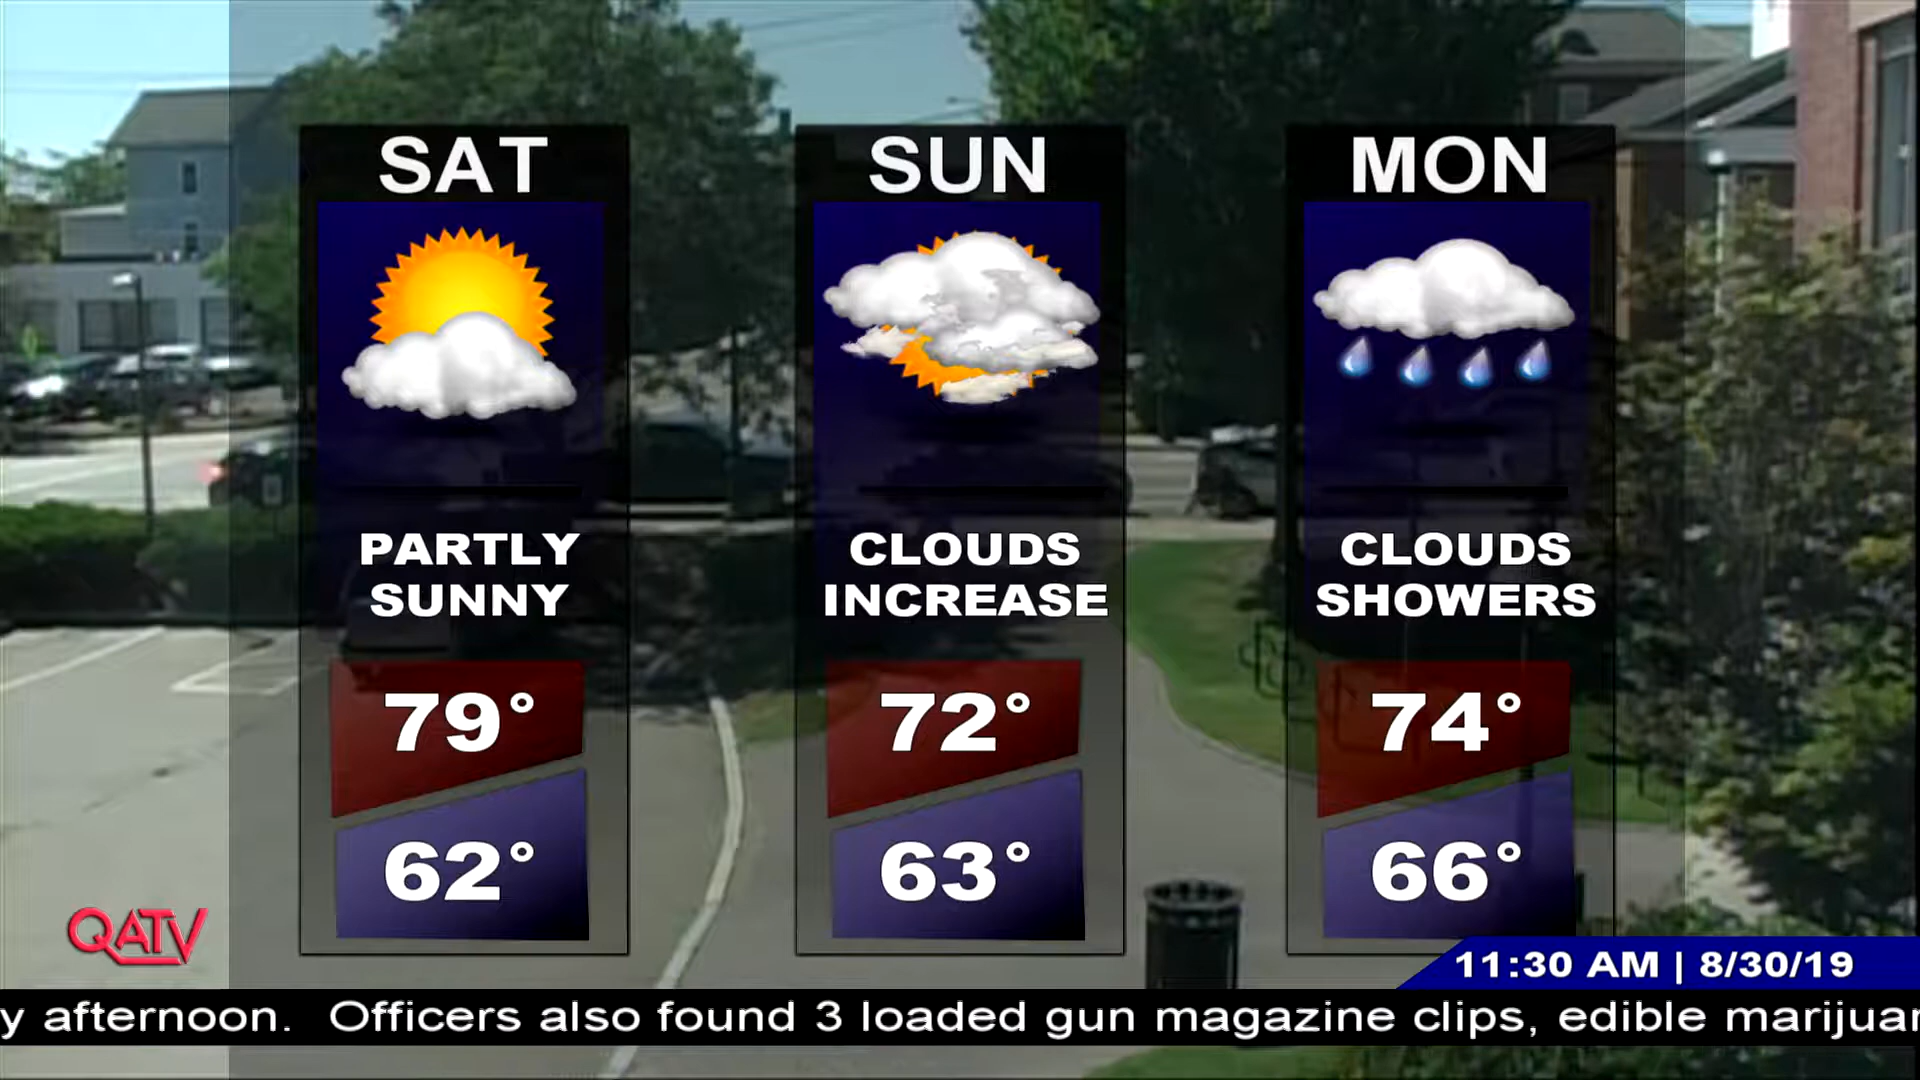 SAT
SUN
MON
PARTLY
SUNNY
CLOUDS
INCREASE
CLOUDS
SHOWERS
79°
72°
74°
62°
63°
66°
QATV
11:30 AM | 8/30/19
y afternoon. Officers also found 3 loaded gun magazine clips, edible marijuan